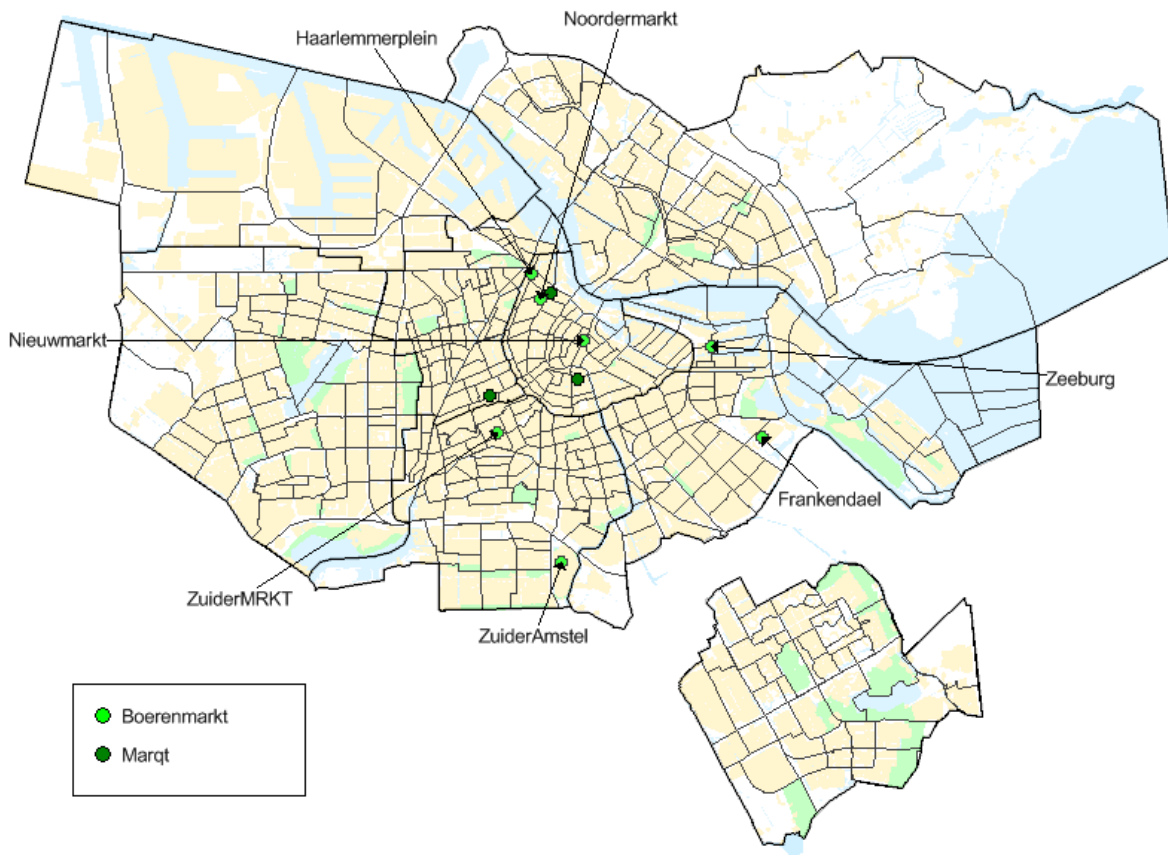 Noordermarkt
Haarlemmerplein
Nieuwmarkt
Zeeburg
Frankendael
ZuiderMRKT
ZuiderAmstel
Boerenmarkt
Marqt